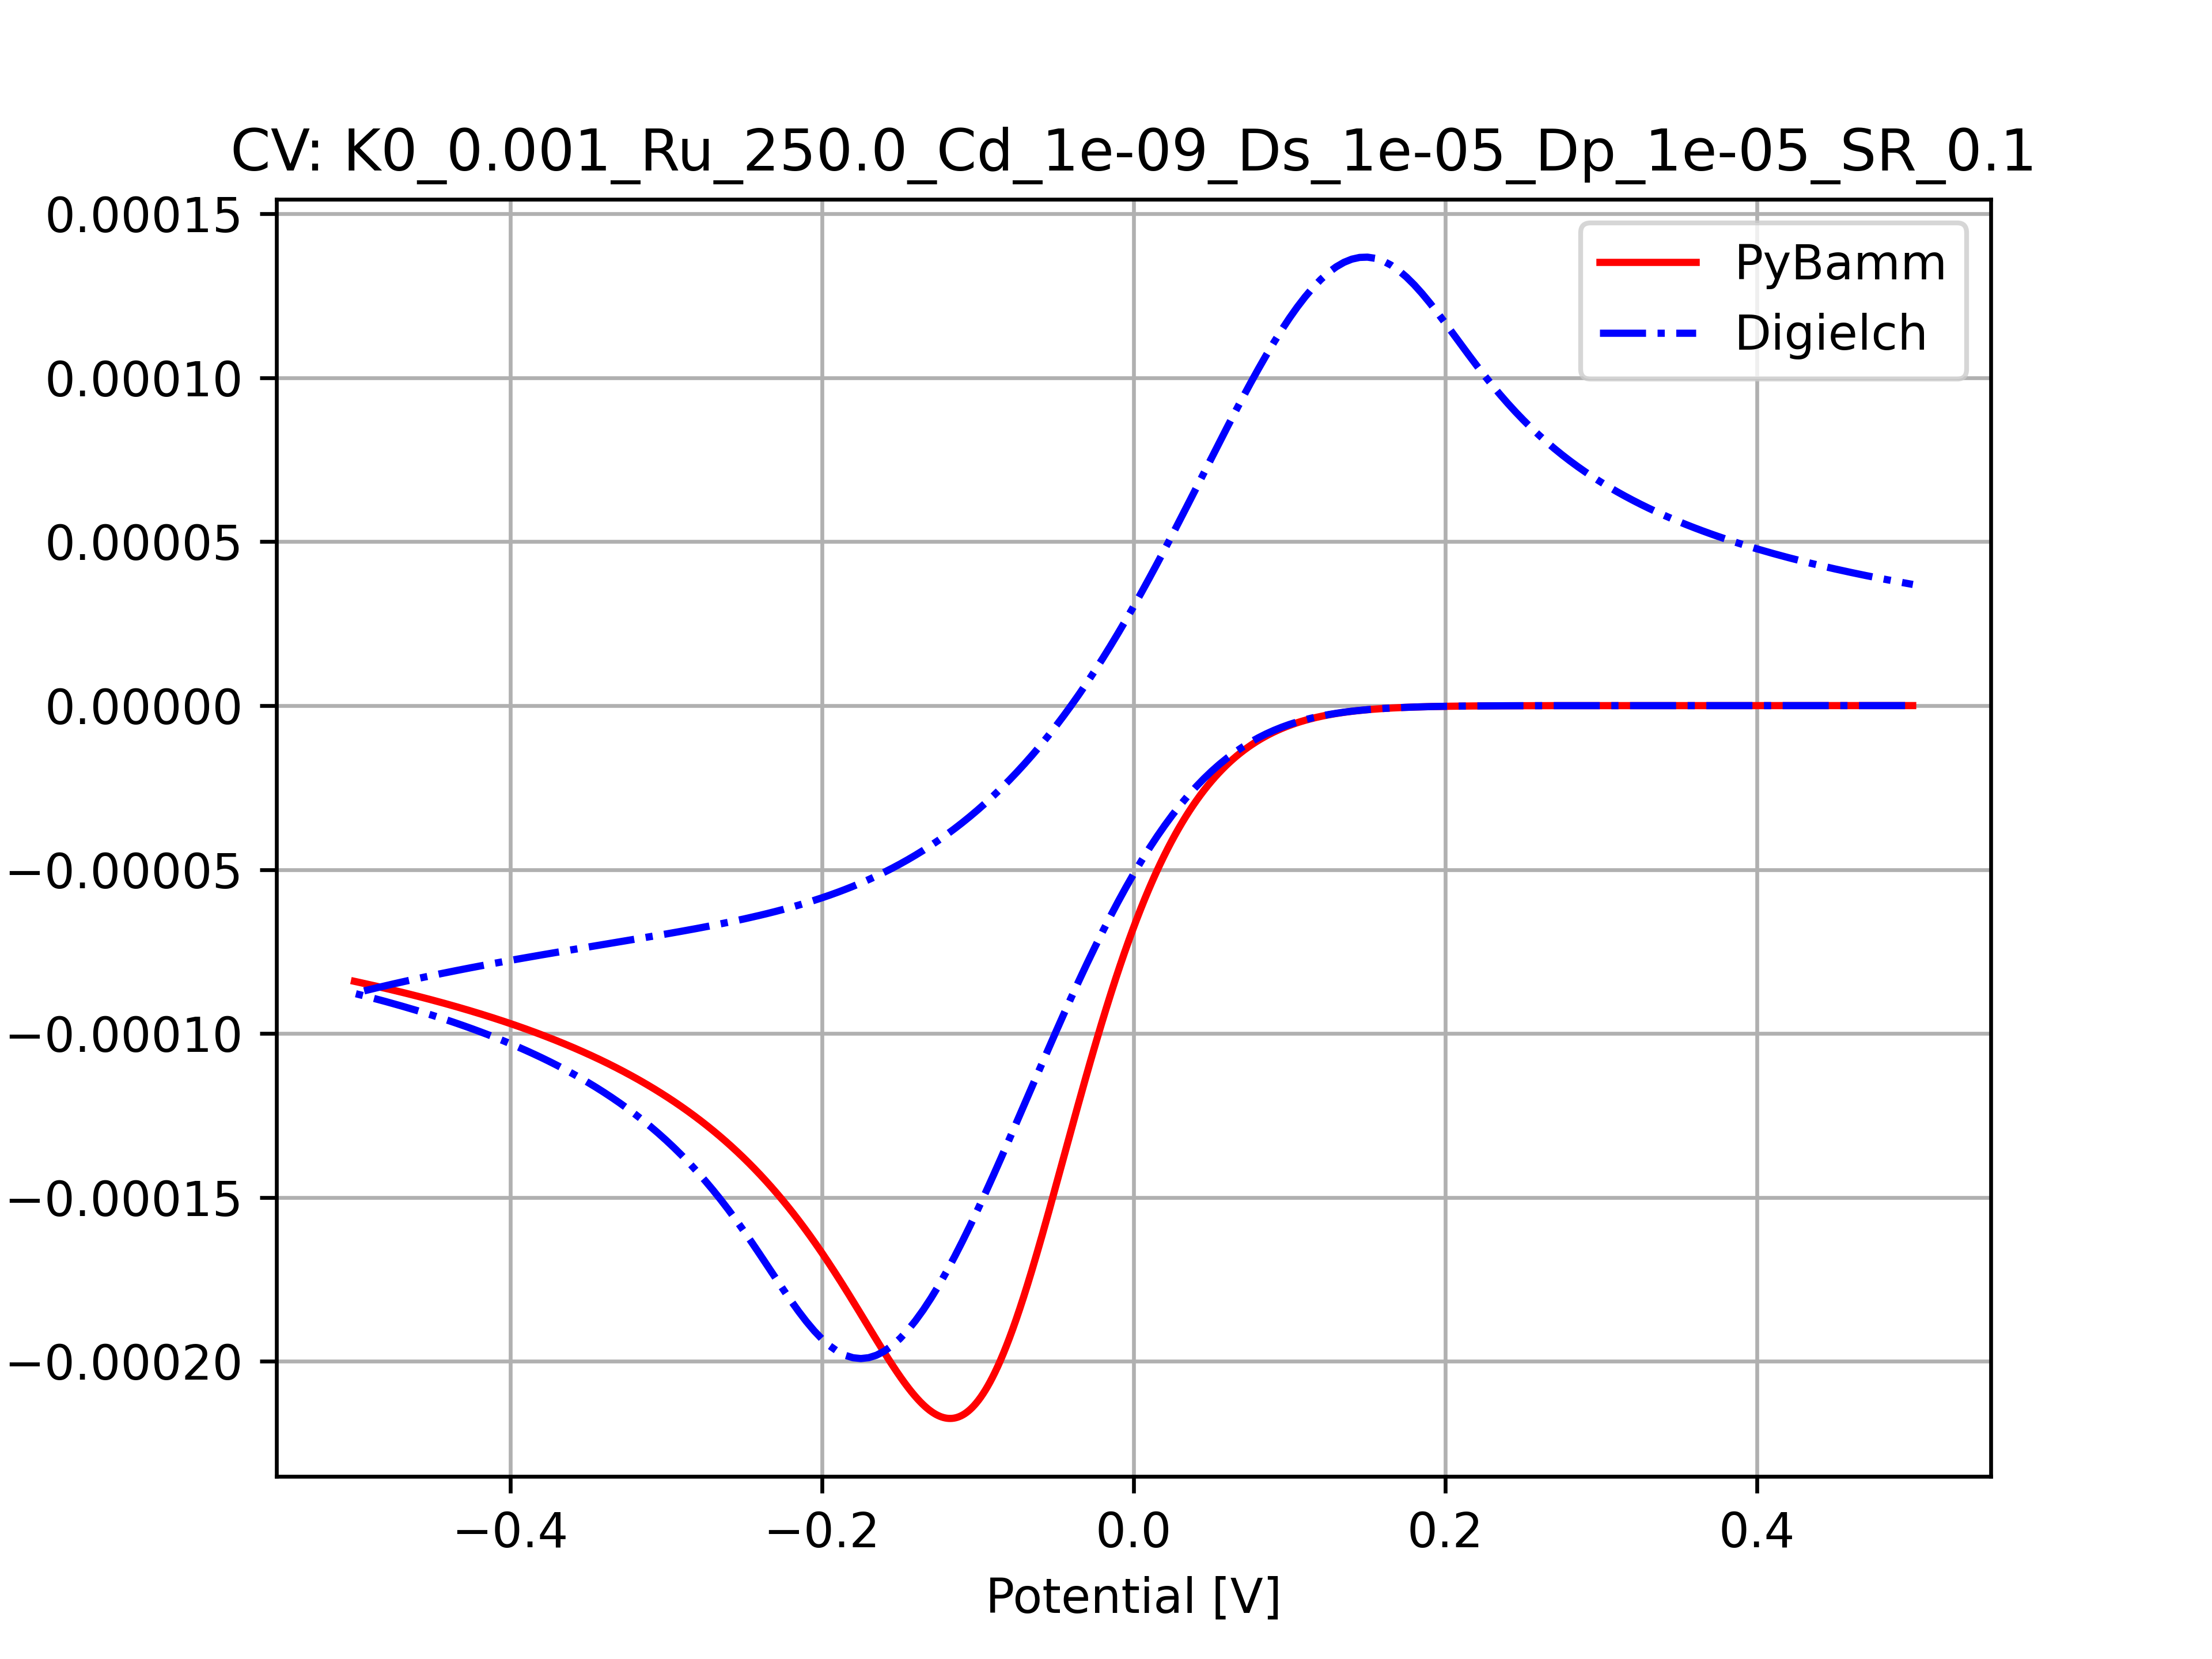 CV: K0_0.001_Ru_250.0_Cd_1e-09_Ds_1e-05_Dp_1e-05_SR_0.1
0.00015
0.00010
0.00005
0.00000
−0.00005
−0.00010
−0.00015
−0.00020
PyBamm
Digielch
−0.4 −0.2 0.0 0.2 0.4
Potential [V]